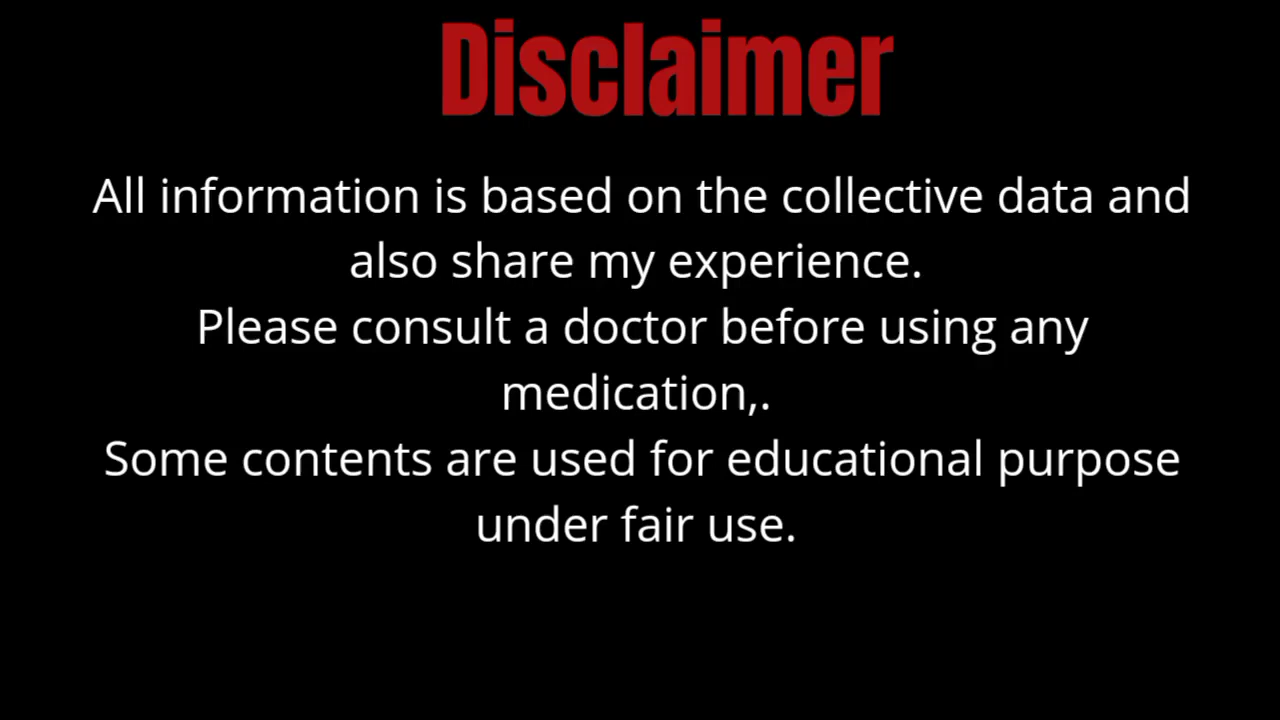 Disclaimer
All information is based on the collective data and
also share my experience.
Please consult a doctor before using any
medication,.
Some contents are used for educational purpose
under fair use.